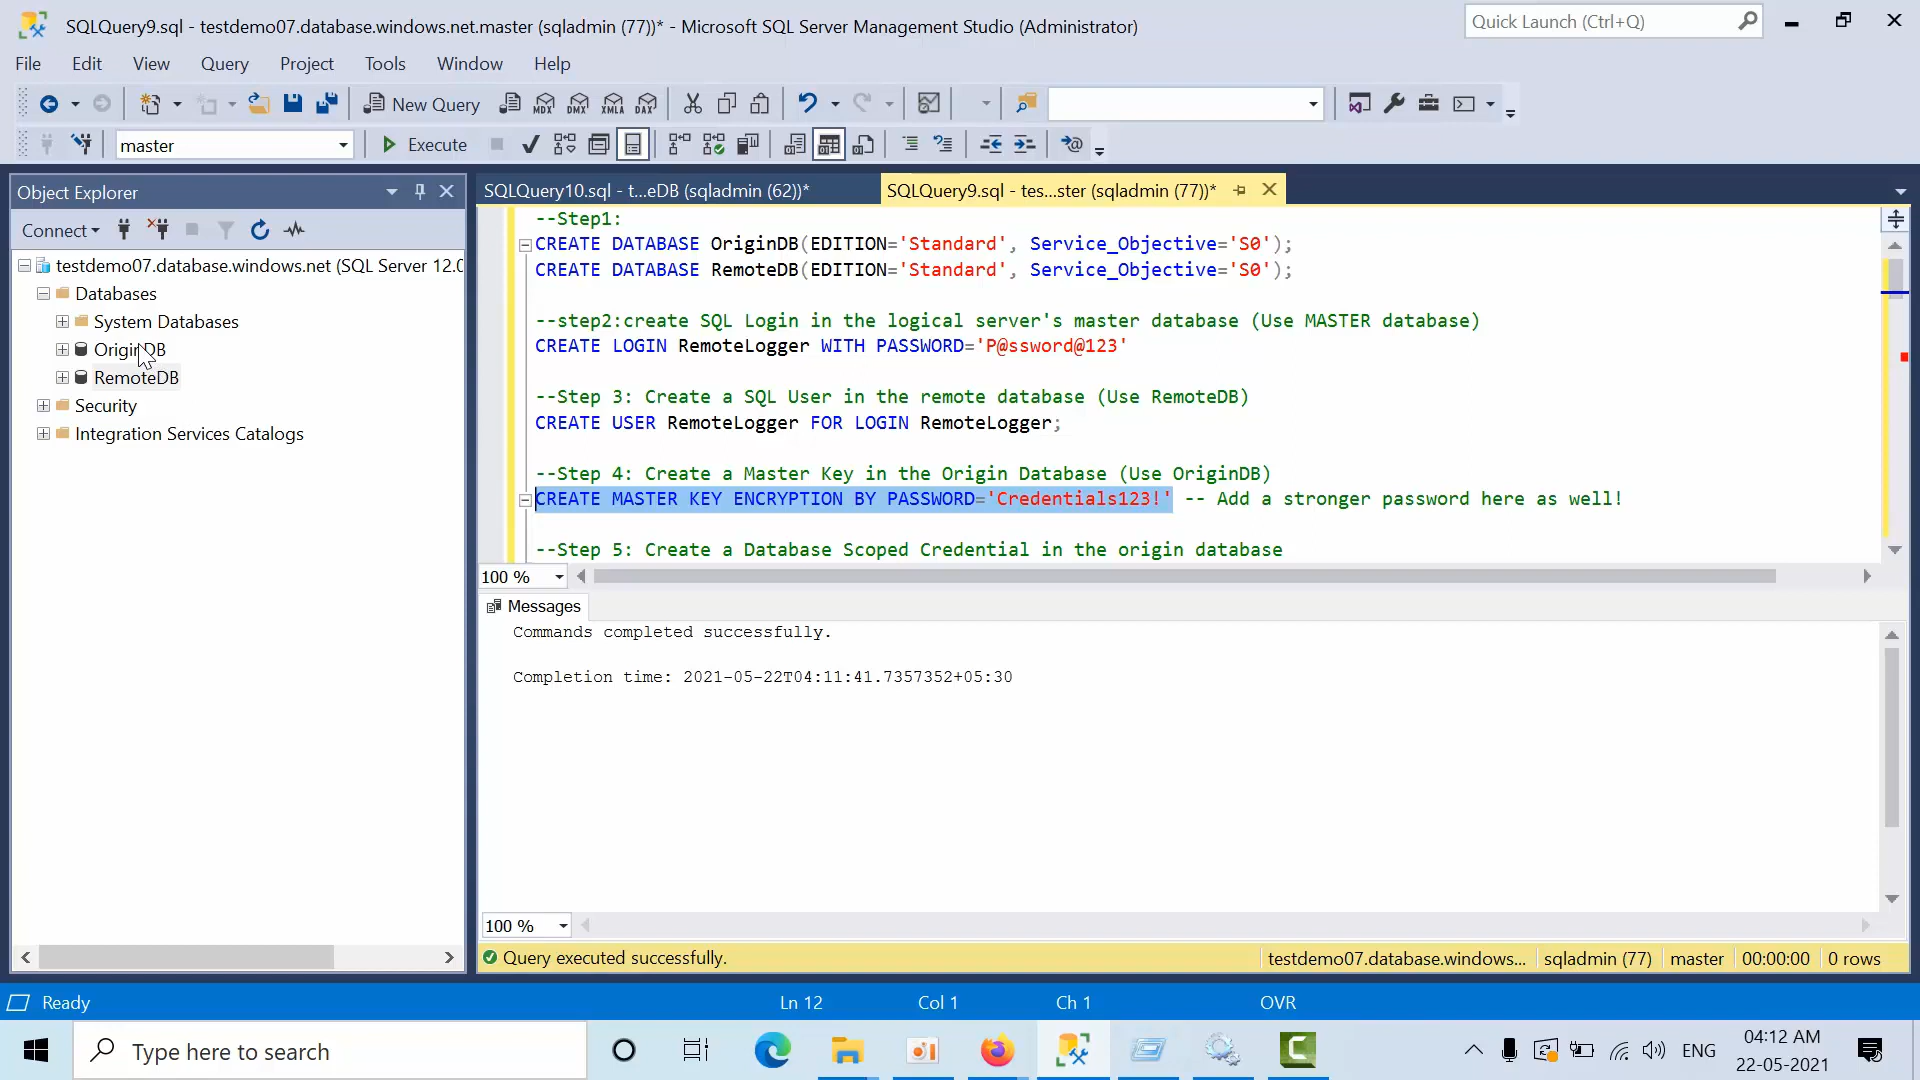 SQLQuery9.sql - testdemo07.database.windows.net.master (sqladmin (77))* - Microsoft SQL Server Management Studio (Administrator)
Quick Launch (Ctrl+Q)
File Edit View Query Project Tools Window Help
New Query MDX DMX XMLA DAX
master Execute
Object Explorer
Connect
testdemo07.database.windows.net (SQL Server 12.0
Databases
System Databases
OriginDB
RemoteDB
Security
Integration Services Catalogs
SQLQuery10.sql - t...eDB (sqladmin (62))*
SQLQuery9.sql - tes...ster (sqladmin (77))*
--Step1:
CREATE DATABASE OriginDB(EDITION='Standard', Service_Objective='S0');
CREATE DATABASE RemoteDB(EDITION='Standard', Service_Objective='S0');
--step2:create SQL Login in the logical server's master database (Use MASTER database)
CREATE LOGIN RemoteLogger WITH PASSWORD='P@ssword@123'
--Step 3: Create a SQL User in the remote database (Use RemoteDB)
CREATE USER RemoteLogger FOR LOGIN RemoteLogger;
--Step 4: Create a Master Key in the Origin Database (Use OriginDB)
CREATE MASTER KEY ENCRYPTION BY PASSWORD='Credentials123!' -- Add a stronger password here as well!
--Step 5: Create a Database Scoped Credential in the origin database
100 %
Messages
Commands completed successfully.
Completion time: 2021-05-22T04:11:41.7357352+05:30
100 %
Query executed successfully.
testdemo07.database.windows... sqladmin (77) master 00:00:00 0 rows
Ready Ln 12 Col 1 Ch 1 OVR
Type here to search
ENG
04:12 AM
22-05-2021